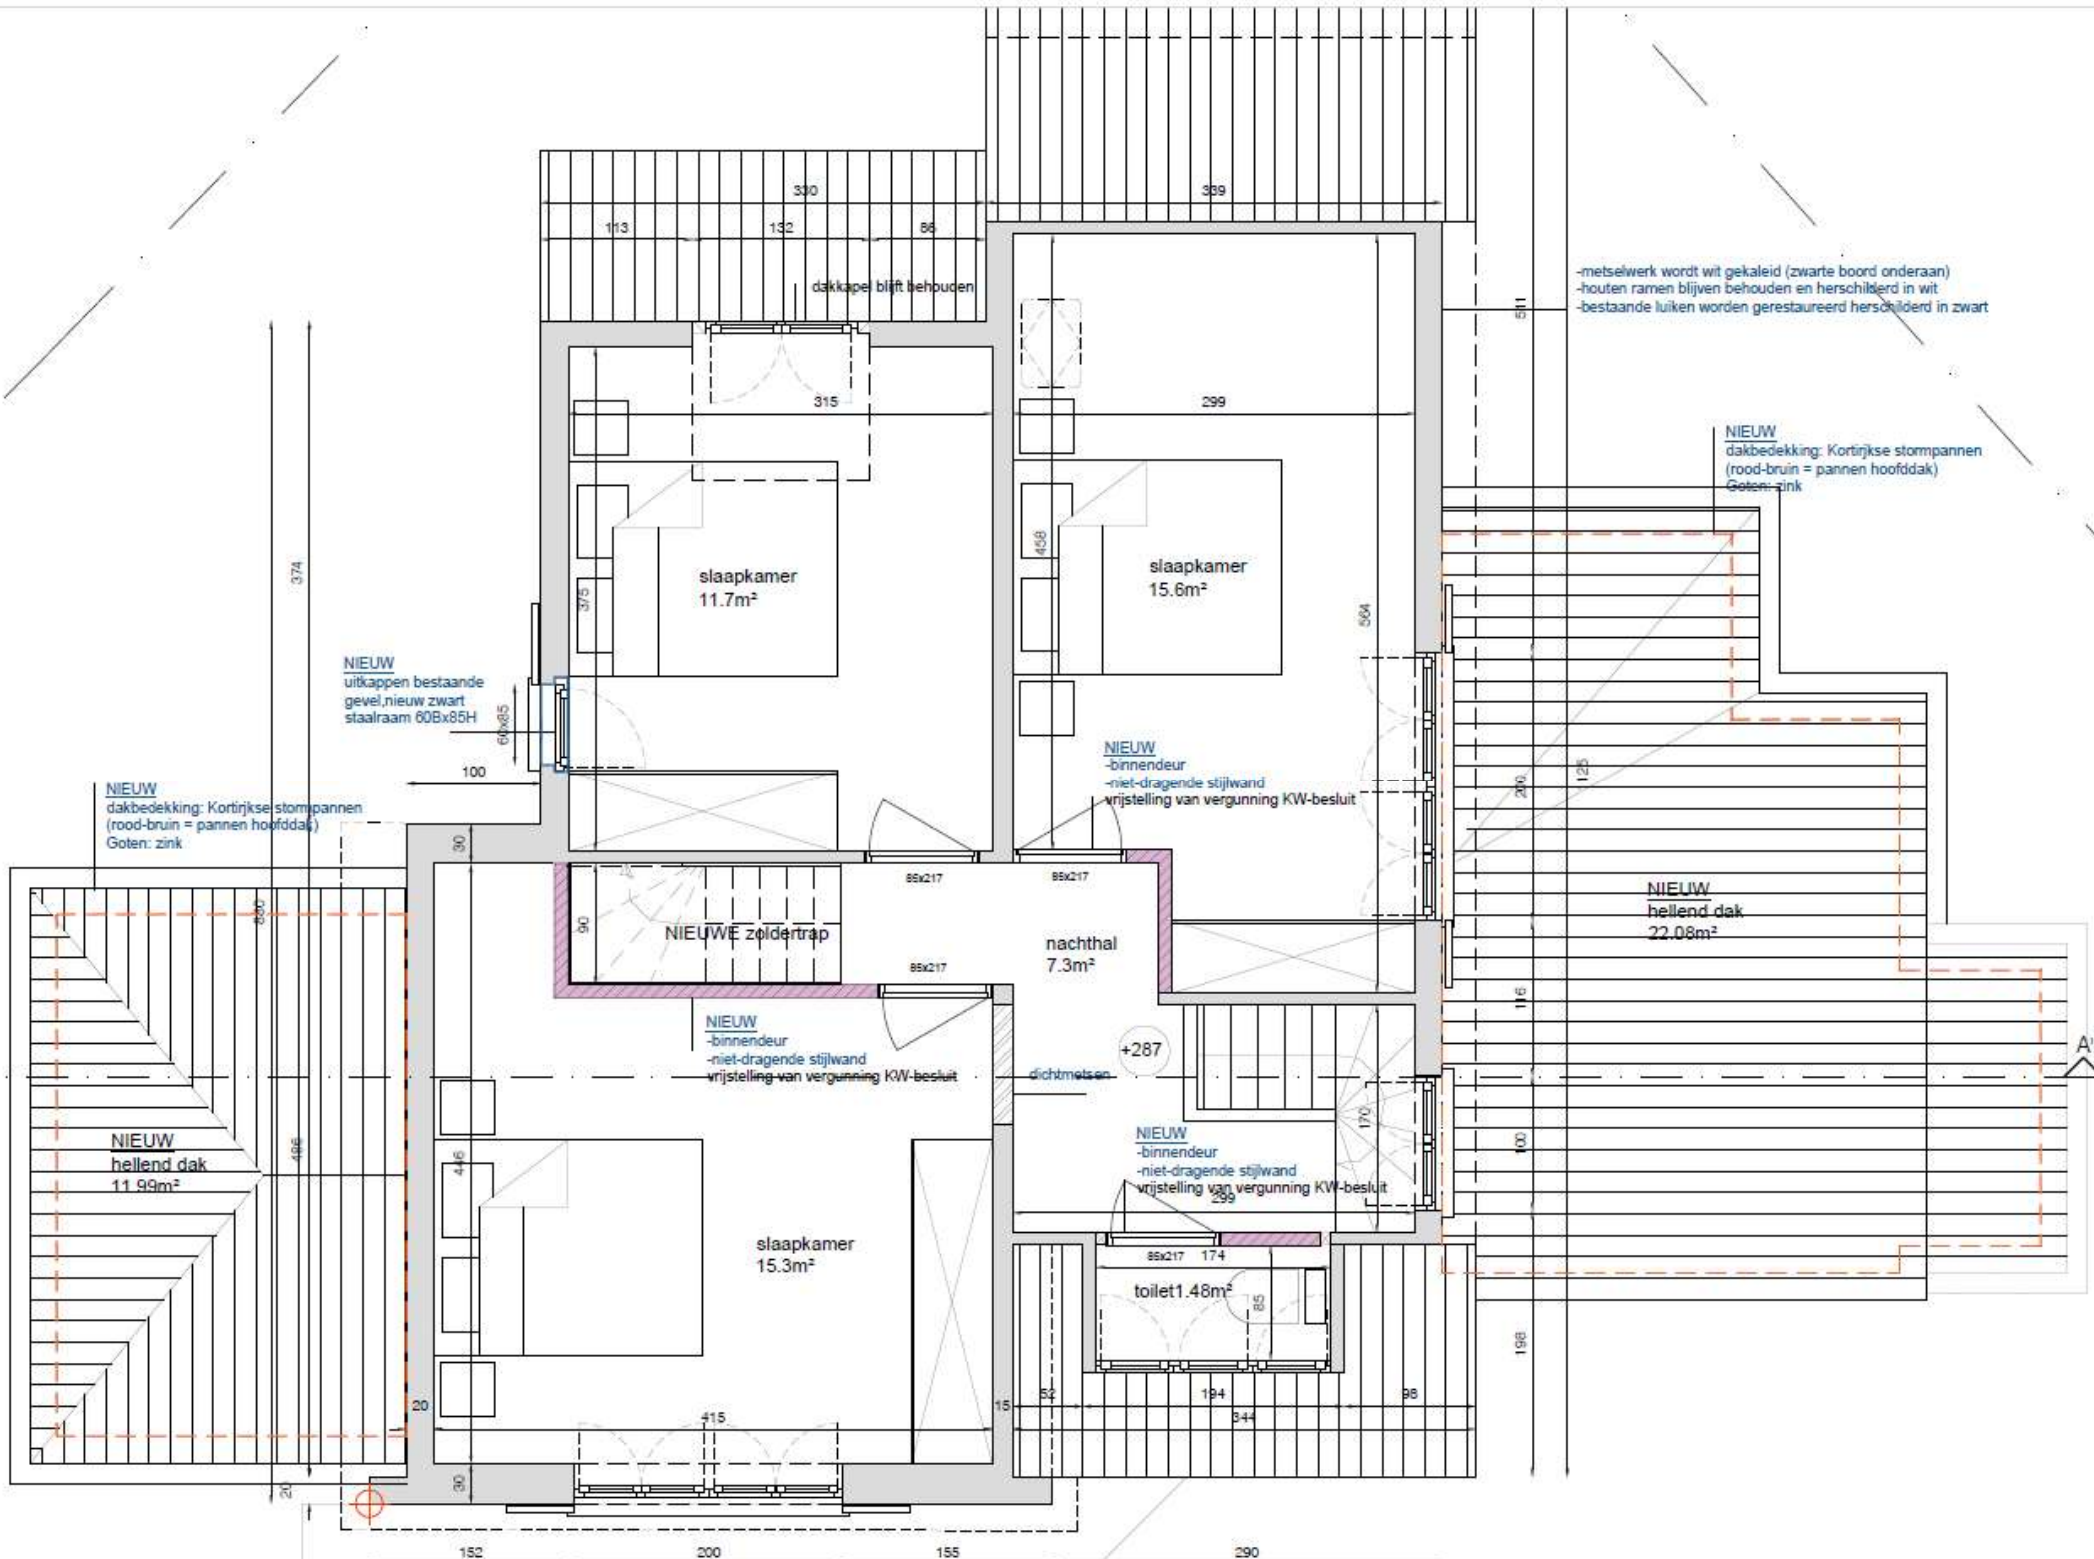 330
339
113
132
86
dakkapel blijft behouden
-metselwerk wordt wit gekaleid (zwarte boord onderaan)
-houten ramen blijven behouden en herschilderd in wit
-bestaande luiken worden gerestaureerd herschilderd in zwart
511
315
299
NIEUW
dakbedekking: Kortirjkse stormpannen
(rood-bruin = pannen hoofddak)
Goten: zink
374
375
458
564
slaapkamer
11.7m²
slaapkamer
15.6m²
NIEUW
uitkappen bestaande
gevel,nieuw zwart
staalraam 60Bx85H
60x85
100
NIEUW
-binnendeur
-niet-dragende stijlwand
vrijstelling van vergunning KW-besluit
200
125
NIEUW
dakbedekking: Kortirjkse stormpannen
(rood-bruin = pannen hoofddak)
Goten: zink
30
85x217
85x217
90
NIEUWE zoldertrap
85x217
nachthal
7.3m²
NIEUW
hellend dak
22.08m²
116
NIEUW
-binnendeur
-niet-dragende stijlwand
vrijstelling van vergunning KW-besluit
+287
dichtmetsen
A'
170
100
NIEUW
hellend dak
11.99m²
486
446
NIEUW
-binnendeur
-niet-dragende stijlwand
vrijstelling van vergunning KW-besluit
299
slaapkamer
15.3m²
85x217
174
toilet1.48m²
85
198
20
415
15
52
194
98
344
20
30
152
200
155
290